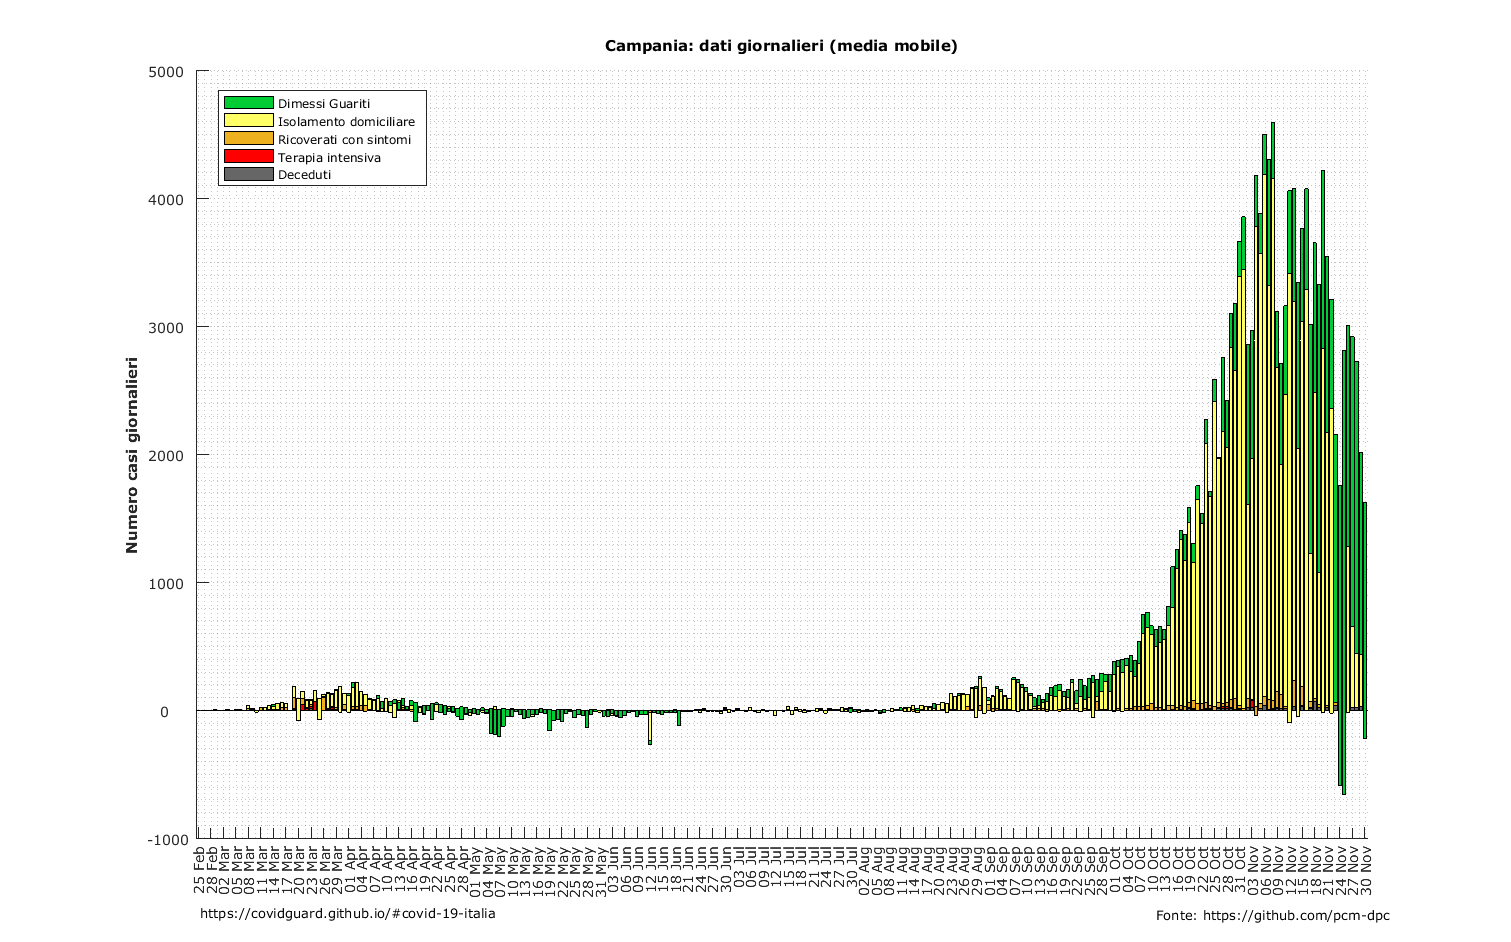 Campania: dati giornalieri (media mobile)
Dimessi Guariti
Isolamento domiciliare
Ricoverati con sintomi
Terapia intensiva
Deceduti
Numero casi giornalieri
5000
4000
3000
2000
1000
0
-1000
25 Feb
28 Feb
02 Mar
05 Mar
08 Mar
11 Mar
14 Mar
17 Mar
20 Mar
23 Mar
26 Mar
29 Mar
01 Apr
04 Apr
07 Apr
10 Apr
13 Apr
16 Apr
19 Apr
22 Apr
25 Apr
28 Apr
01 May
04 May
07 May
10 May
13 May
16 May
19 May
22 May
25 May
28 May
31 May
03 Jun
06 Jun
09 Jun
12 Jun
15 Jun
18 Jun
21 Jun
24 Jun
27 Jun
30 Jun
03 Jul
06 Jul
09 Jul
12 Jul
15 Jul
18 Jul
21 Jul
24 Jul
27 Jul
30 Jul
02 Aug
05 Aug
08 Aug
11 Aug
14 Aug
17 Aug
20 Aug
23 Aug
26 Aug
29 Aug
01 Sep
04 Sep
07 Sep
10 Sep
13 Sep
16 Sep
19 Sep
22 Sep
25 Sep
28 Sep
01 Oct
04 Oct
07 Oct
10 Oct
13 Oct
16 Oct
19 Oct
22 Oct
25 Oct
28 Oct
31 Oct
03 Nov
06 Nov
09 Nov
12 Nov
15 Nov
18 Nov
21 Nov
24 Nov
27 Nov
30 Nov
https://covidguard.github.io/#covid-19-italia
Fonte: https://github.com/pcm-dpc